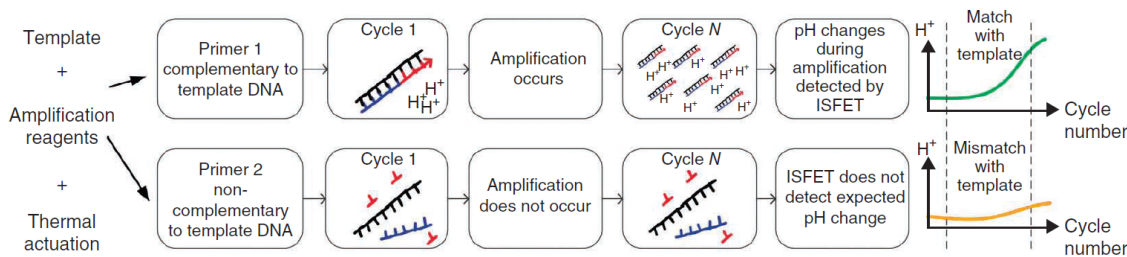 Template
+
Amplification
reagents
+
Thermal
actuation
Primer 1
complementary to
template DNA
Cycle 1
H+
H+
H+
Amplification
occurs
Cycle N
H+
H+
H+
H+ H+
H+
H+
H+
H+
pH changes
during
amplification
detected by
ISFET
H+
Match
with
template
Cycle
number
Primer 2
non-
complementary
to template DNA
Cycle 1
Amplification
does not occur
Cycle N
ISFET does not
detect expected
pH change
H+
Mismatch
with
template
Cycle
number